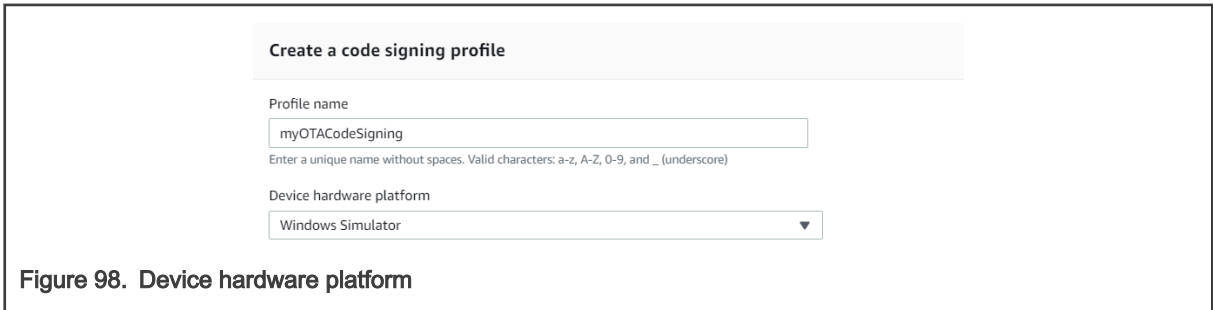 Create a code signing profile
Profile name
myOTACodeSigning
Enter a unique name without spaces. Valid characters: a-z, A-Z, 0-9, and _ (underscore)
Device hardware platform
Windows Simulator
Figure 98. Device hardware platform